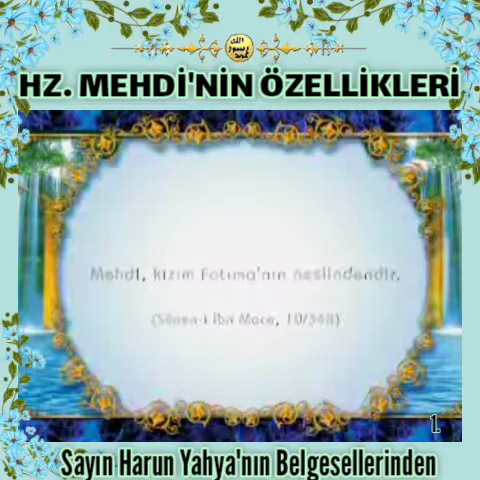 HZ. MEHDİ'NİN ÖZELLİKLERİ
Mehdi, kızım Fatıma'nın neslindendir.
(Sünen-i İbn Mace, 10/348)
1.
Sayın Harun Yahya'nın Belgesellerinden